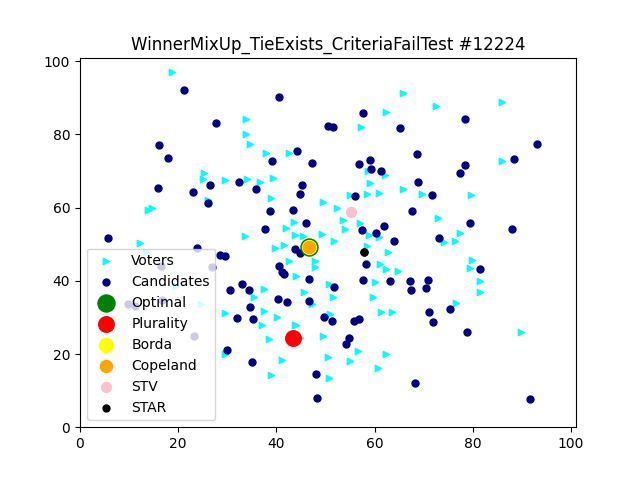 WinnerMixUp_TieExists_CriteriaFailTest #12224
100
80
60
40
20
0
0
20
40
60
80
100
Voters
Candidates
Optimal
Plurality
Borda
Copeland
STV
STAR